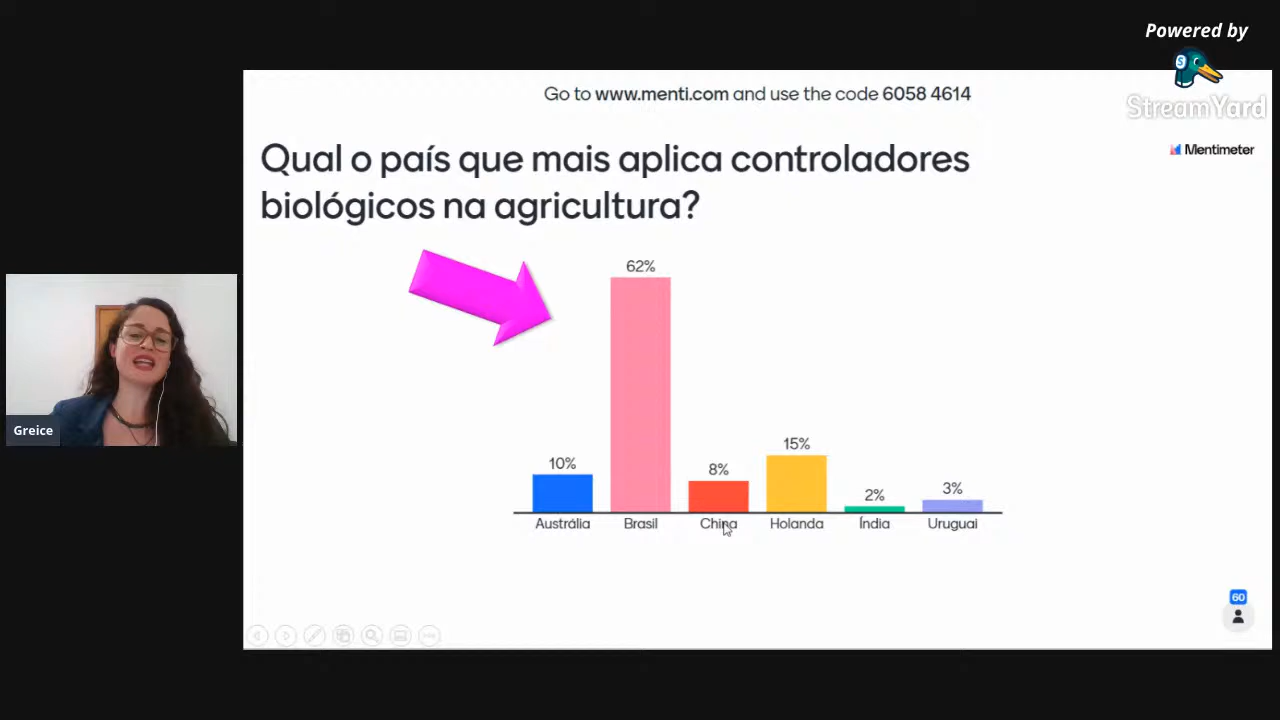 Powered by
StreamYard
Go to www.menti.com and use the code 6058 4614
Mentimeter
Qual o país que mais aplica controladores
biológicos na agricultura?
62%
15%
10%
8%
3%
2%
Austrália Brasil China Holanda Índia Uruguai
Greice
60